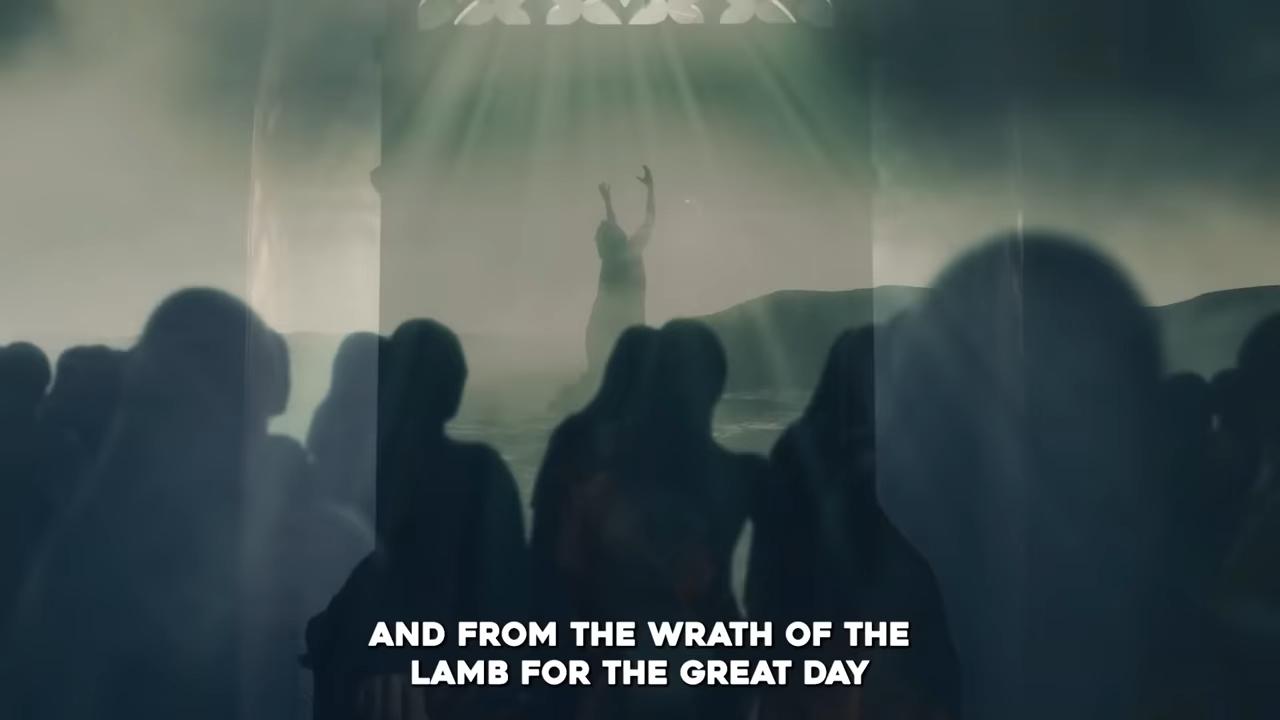 AND FROM THE WRATH OF THE
LAMB FOR THE GREAT DAY